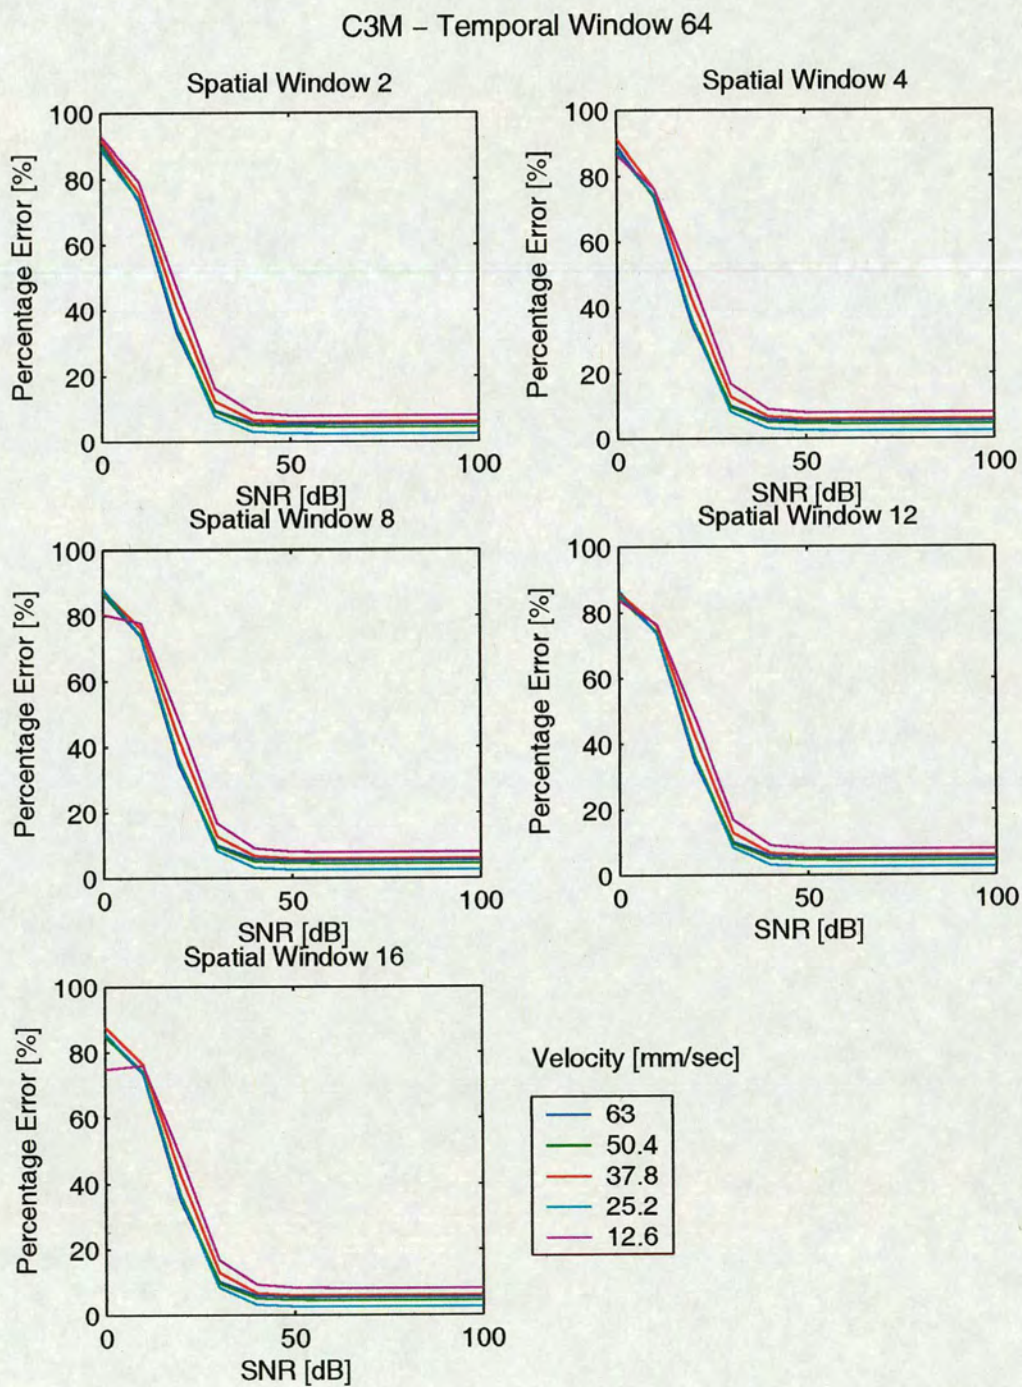 C3M – Temporal Window 64
Spatial Window 2
Percentage Error [%]
100
80
60
40
20
0
0
50
100
SNR [dB]
Spatial Window 4
Percentage Error [%]
100
80
60
40
20
0
0
50
100
SNR [dB]
Spatial Window 8
Percentage Error [%]
100
80
60
40
20
0
0
50
100
SNR [dB]
Spatial Window 12
Percentage Error [%]
100
80
60
40
20
0
0
50
100
SNR [dB]
Spatial Window 16
Percentage Error [%]
100
80
60
40
20
0
0
50
100
SNR [dB]
Velocity [mm/sec]
63
50.4
37.8
25.2
12.6